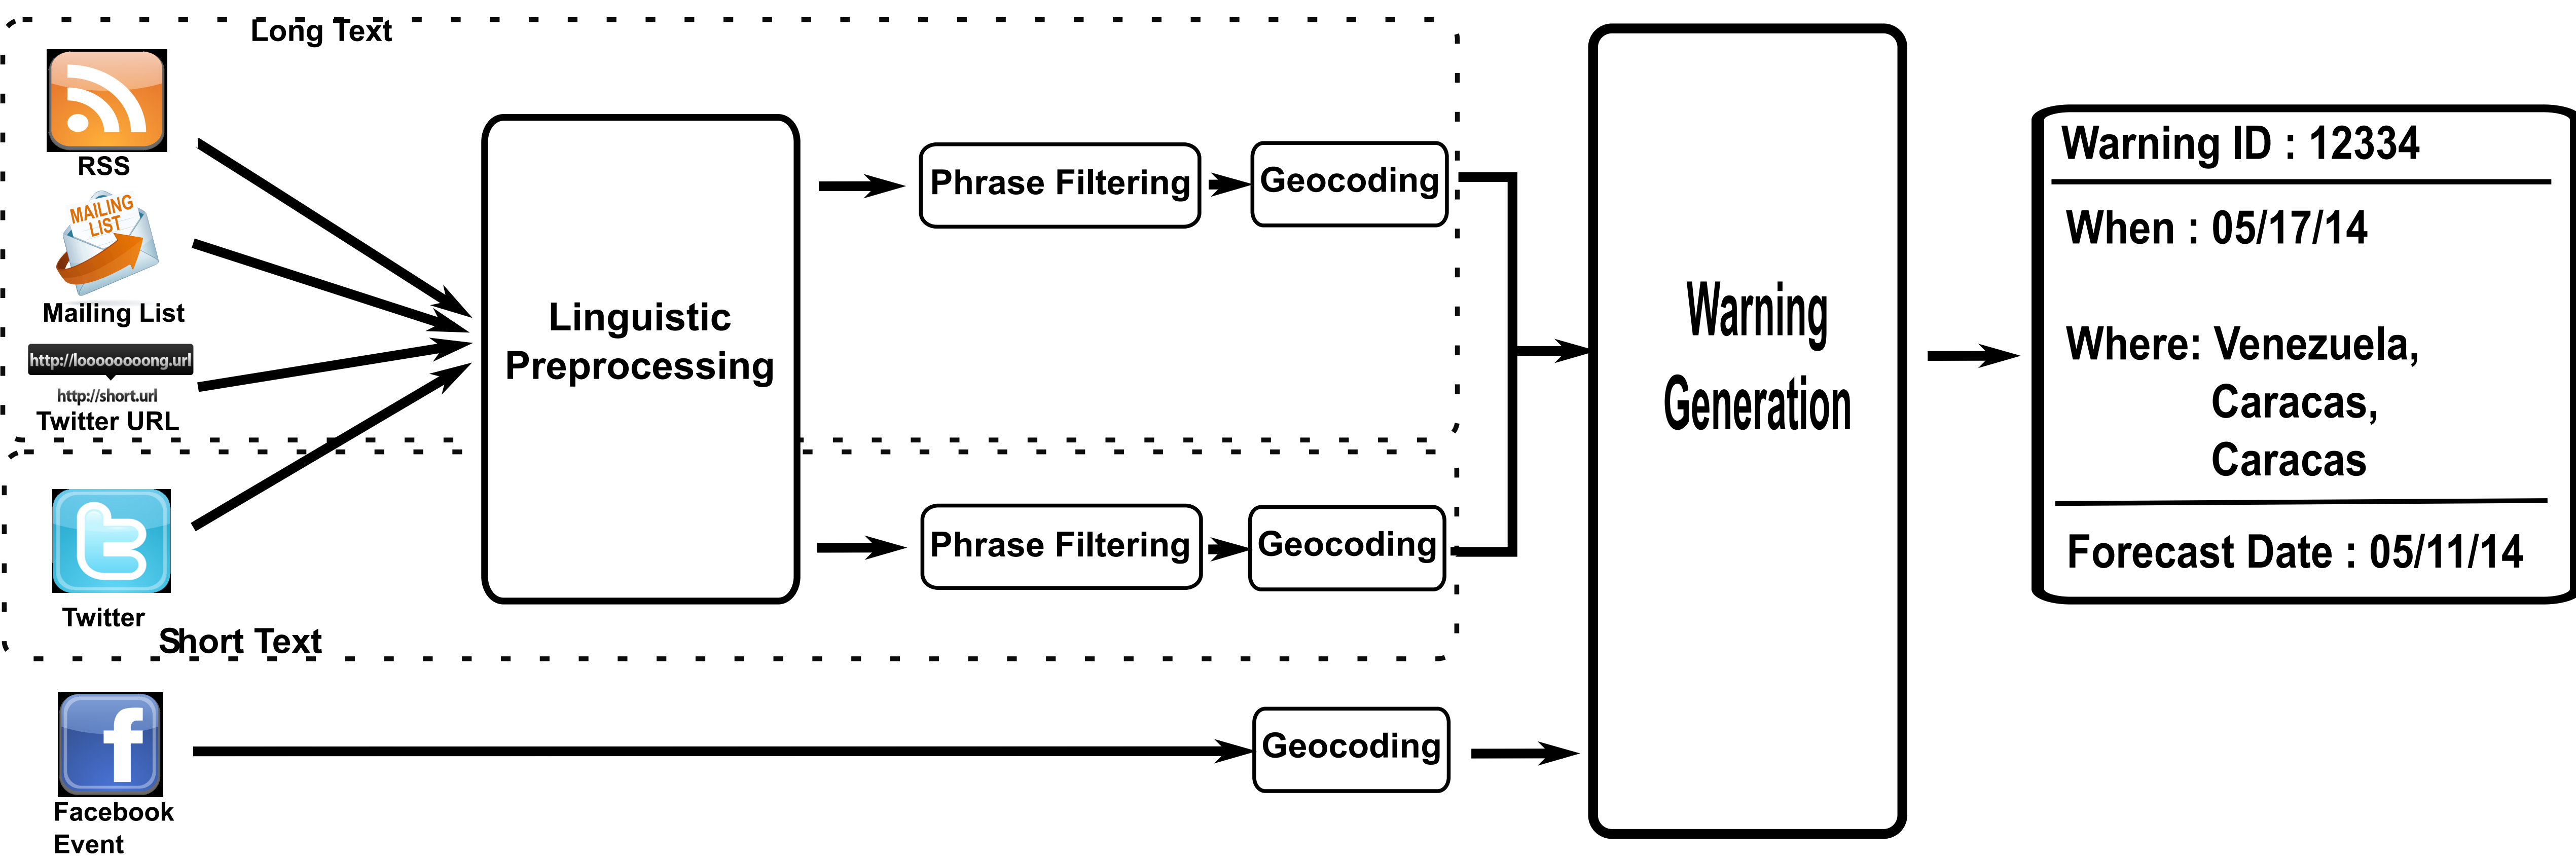 Long Text
RSS
MAILING
LIST
Mailing List
http://looooooooong.url
http://short.url
Twitter URL
Twitter
Short Text
Facebook
Event
Linguistic
Preprocessing
Phrase Filtering
Geocoding
Phrase Filtering
Geocoding
Geocoding
Warning
Generation
Warning ID : 12334
When : 05/17/14
Where: Venezuela,
Caracas,
Caracas
Forecast Date : 05/11/14